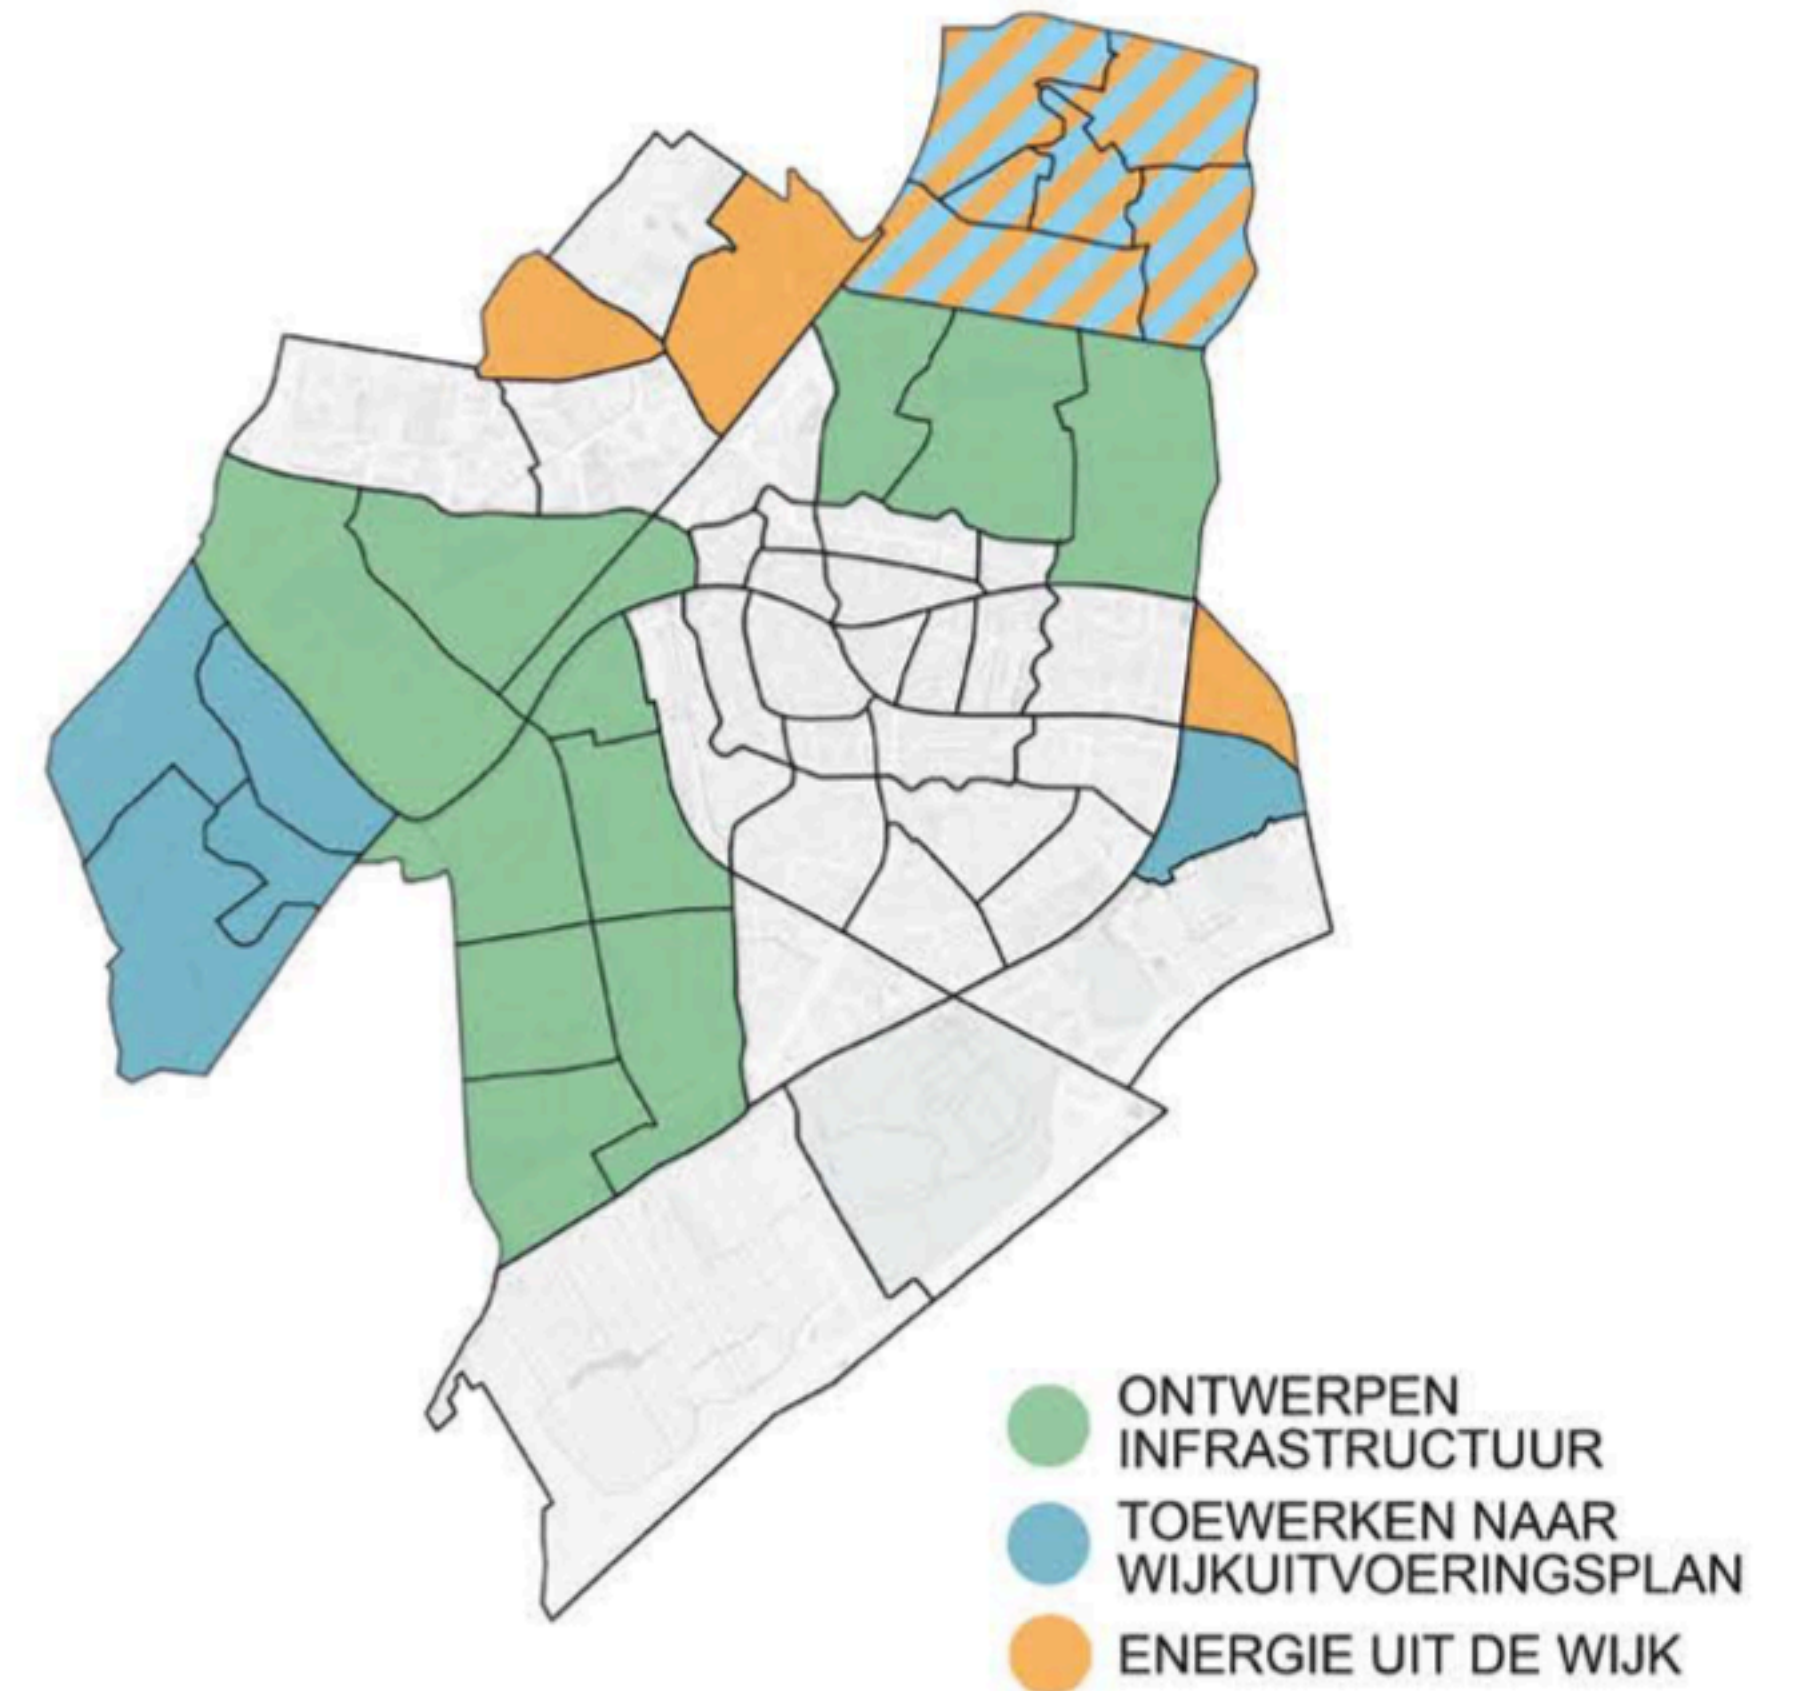 ONTWERPEN
INFRASTRUCTUUR
TOEWERKEN NAAR
WIJKUITVOERINGSPLAN
ENERGIE UIT DE WIJK